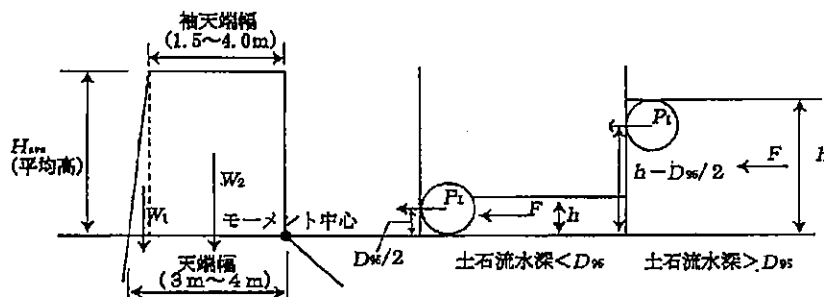 袖天端幅
(1.5～4.0m)
Have
(平均高)
W1
W2
モーメント中心
天端幅
(3m～4m)
PI
F
h
D95/2
土石流水深<D95
PI
F
h－D95/2
h
土石流水深>D95